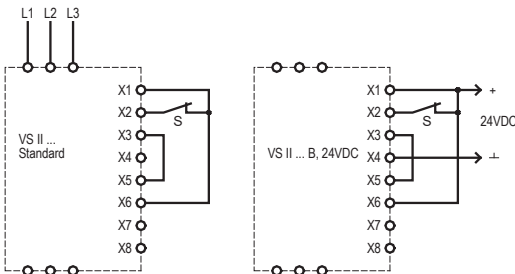 L1 L2 L3
X1
X2
S
X3
VS II ...
Standard
X4
X5
X6
X7
X8
X1
+
X2
S
24VDC
X3
VS II ... B, 24VDC
X4
X5
X6
X7
X8